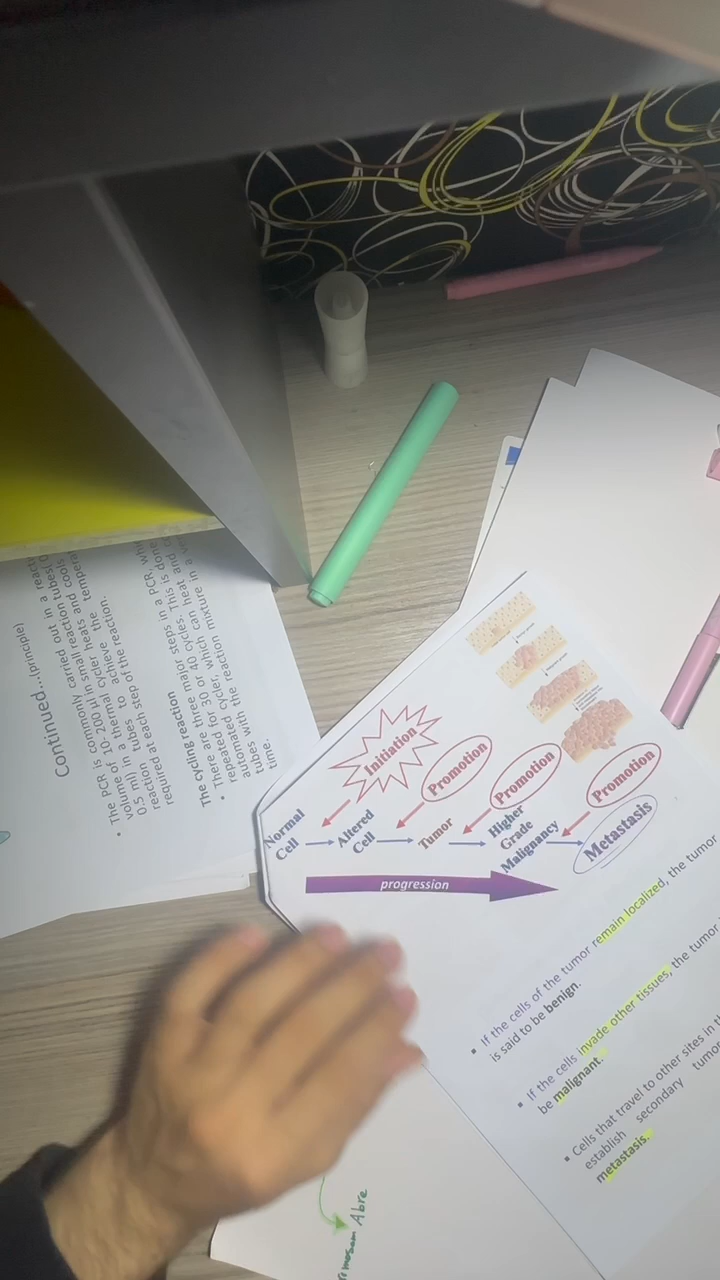 Continued...(principle)
• The PCR is commonly carried out in a reaction
volume of 10-200 μl in small reaction tubes (
0.5 ml) in a thermal cycler heats and cools
reaction tubes to achieve the
required at each step of the reaction.
The cycling reaction
• There are three major steps in a PCR,
repeated for 30 or 40 cycles. This is done
automated cycler, which can heat and
tubes with the reaction mixture in a
time.
Initiation
Promotion
Promotion
Promotion
Normal
Cell
Altered
Cell
Tumor
Higher
Grade
Malignancy
Metastasis
progression
▪ If the cells of the tumor remain localized, the tumor
is said to be benign.
▪ If the cells invade other tissues, the tumor
be malignant.
▪ Cells that travel to other sites in
establish secondary
metastasis.
Abre